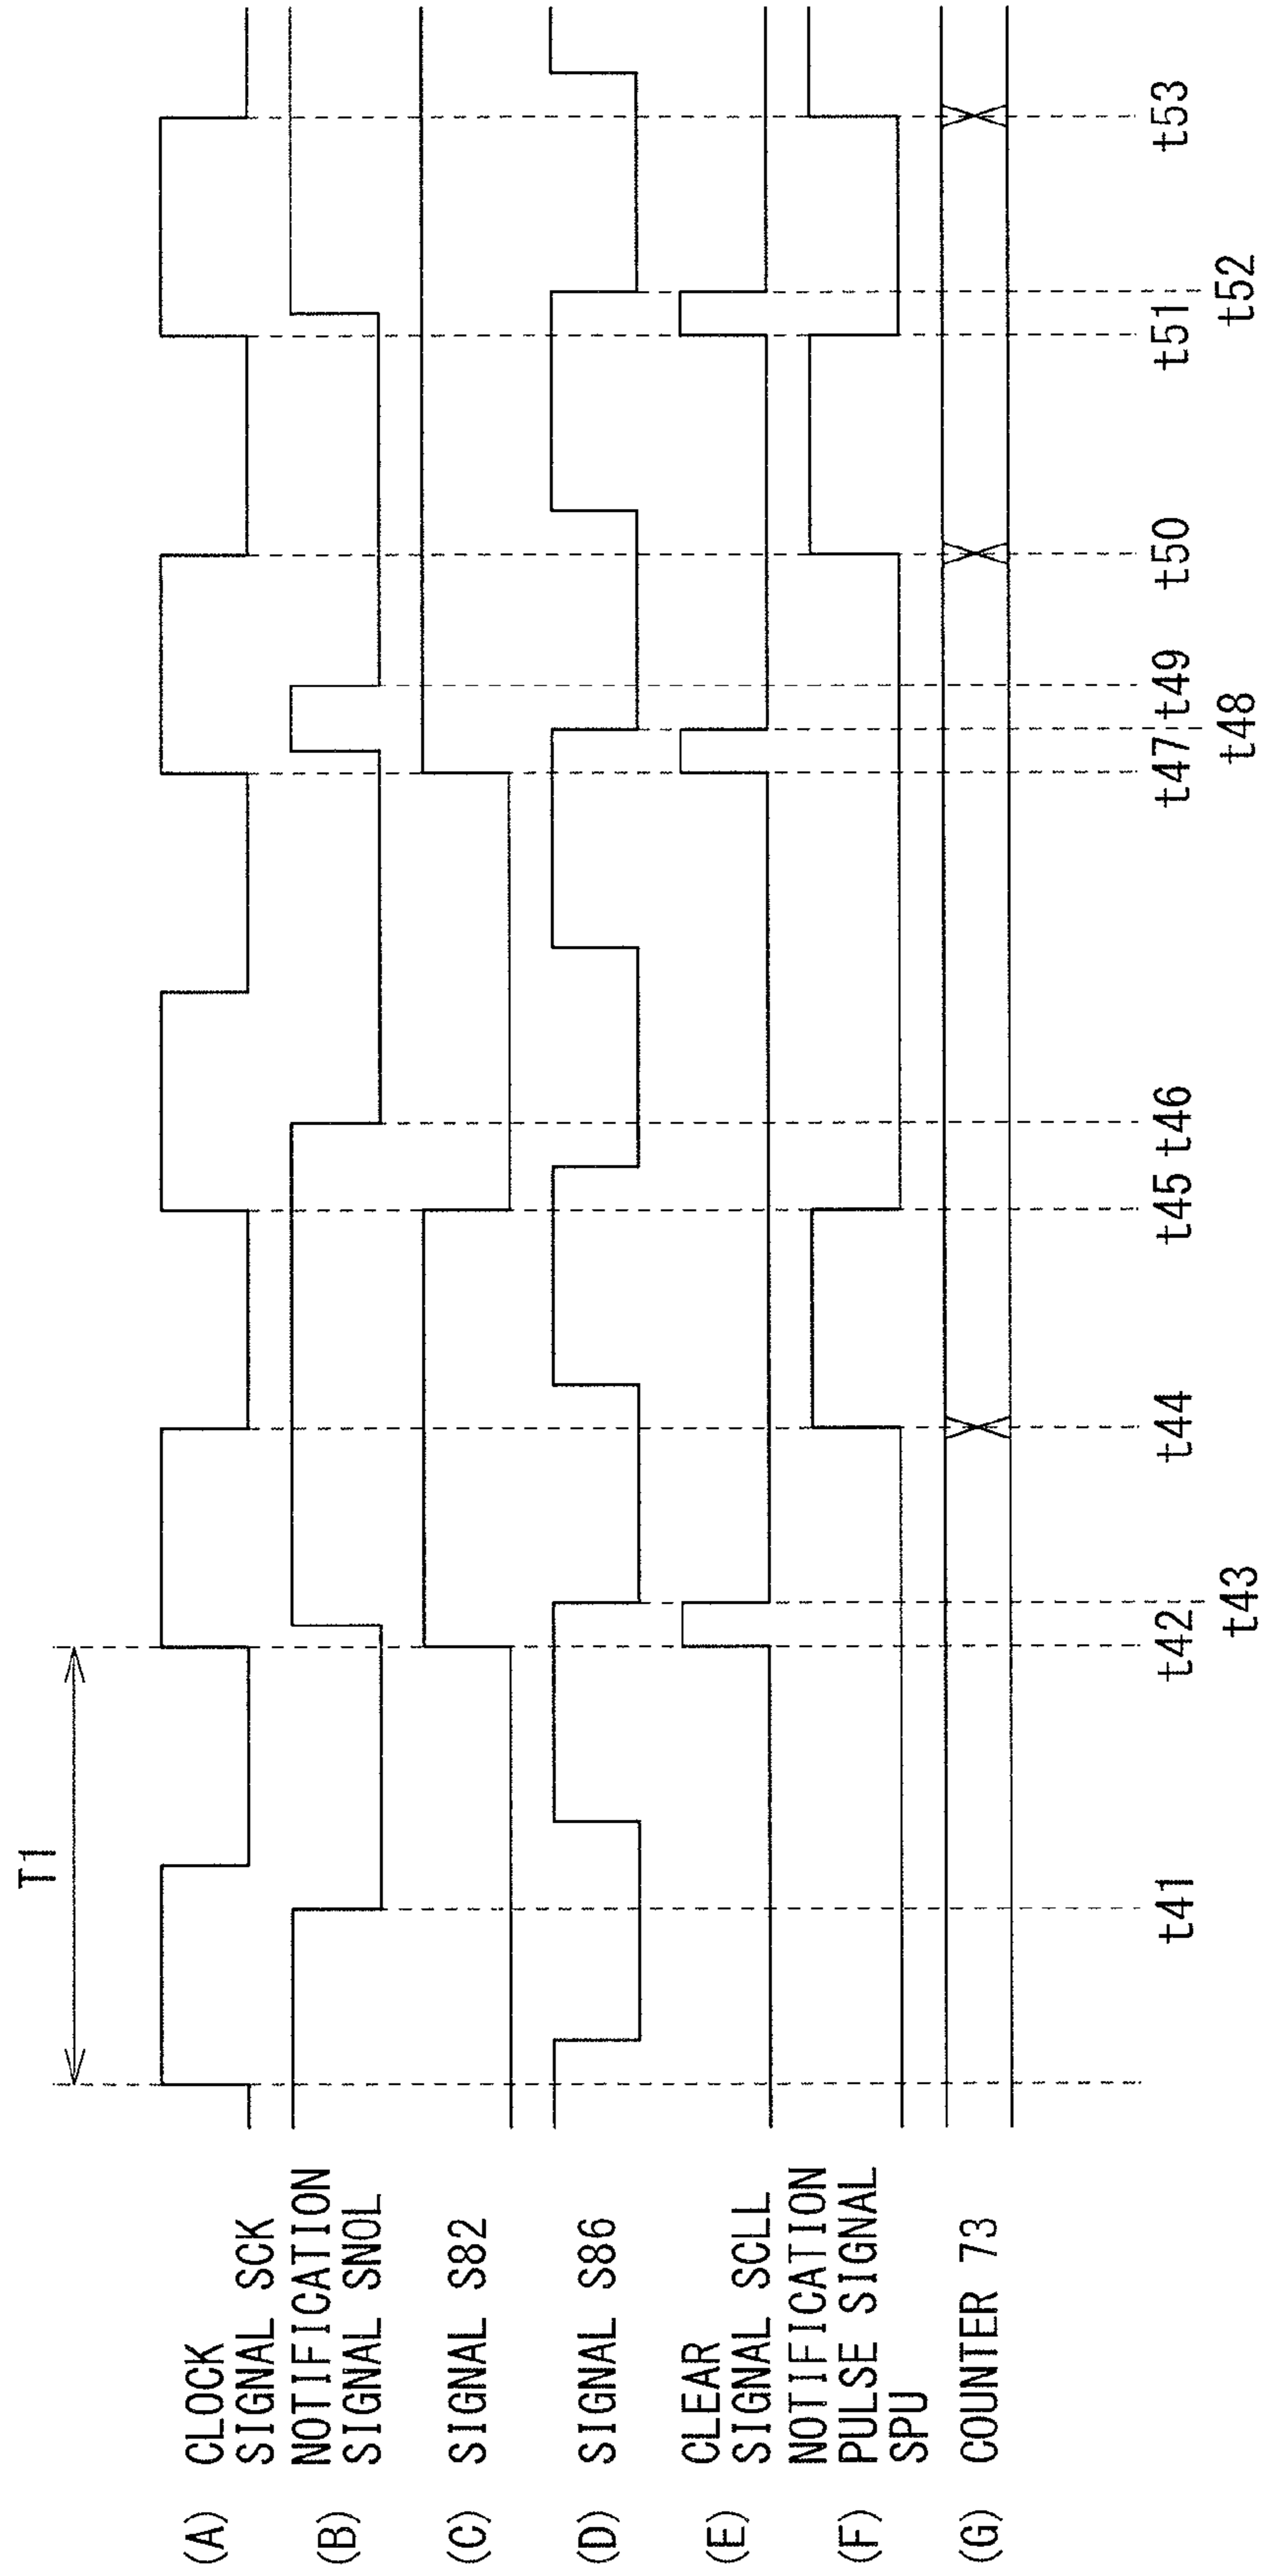 T1
(A) CLOCK
SIGNAL SCK
(B) NOTIFICATION
SIGNAL SNOL
(C) SIGNAL S82
(D) SIGNAL S86
(E) CLEAR
SIGNAL SCLL
(F) NOTIFICATION
PULSE SIGNAL
SPU
(G) COUNTER 73
t41 t42 t44 t45 t46 t47 t49 t50 t51 t53
t43 t48 t52